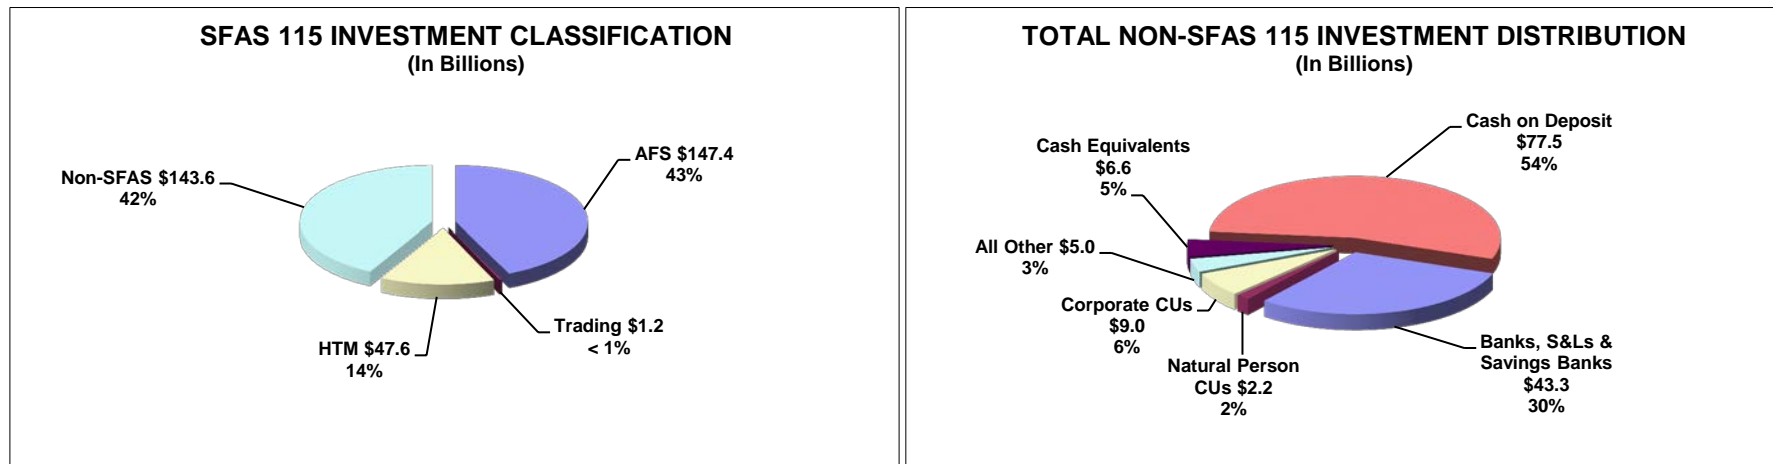 SFAS 115 INVESTMENT CLASSIFICATION
(In Billions)
AFS $147.4
43%
Non-SFAS $143.6
42%
Trading $1.2
< 1%
HTM $47.6
14%
TOTAL NON-SFAS 115 INVESTMENT DISTRIBUTION
(In Billions)
Cash on Deposit
$77.5
54%
Cash Equivalents
$6.6
5%
All Other $5.0
3%
Corporate CUs
$9.0
6%
Natural Person
CUs $2.2
2%
Banks, S&Ls &
Savings Banks
$43.3
30%